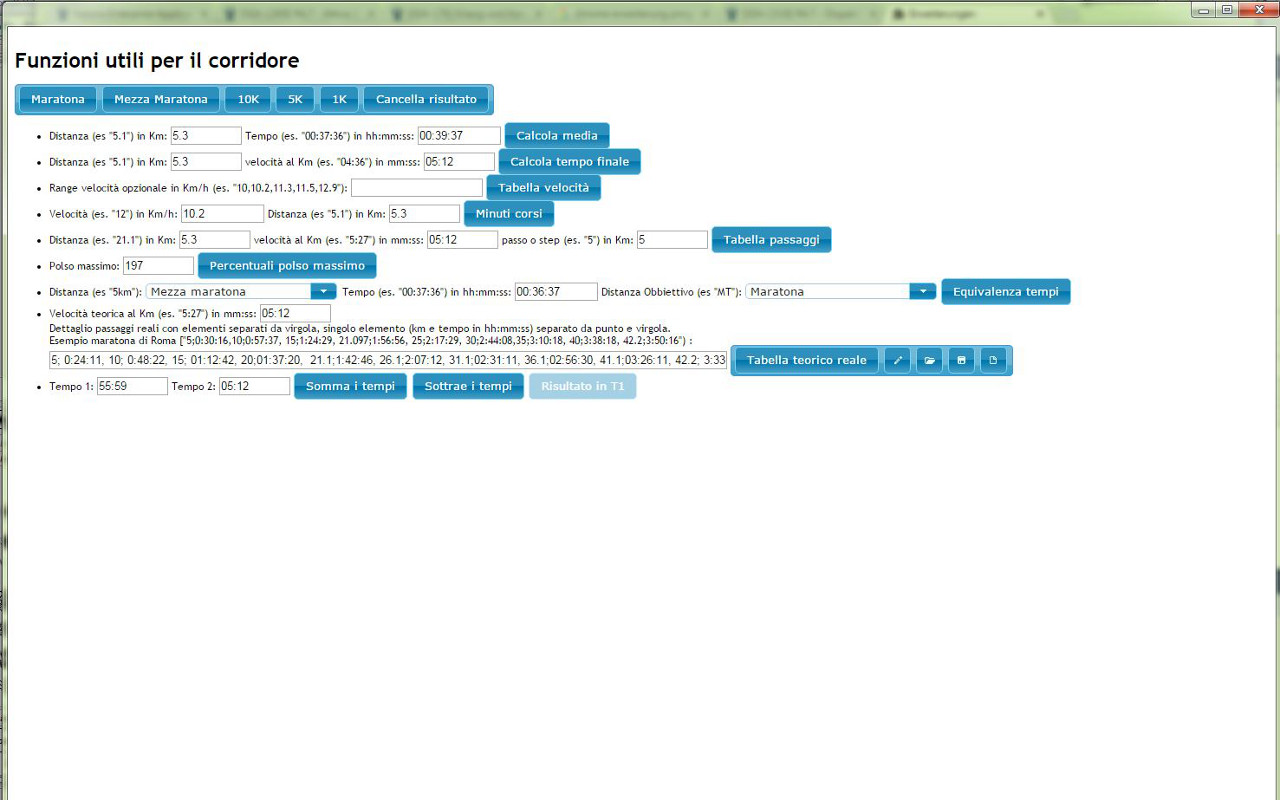 Funzioni utili per il corridore
Maratona Mezza Maratona 10K 5K 1K Cancella risultato
Distanza (es "5.1") in Km: 5.3 Tempo (es. "00:37:36") in hh:mm:ss: 00:39:37 Calcola media
Distanza (es "5.1") in Km: 5.3 velocità al Km (es. "04:36") in mm:ss: 05:12 Calcola tempo finale
Range velocità opzionale in Km/h (es. "10,10.2,11.3,11.5,12.9"): Tabella velocità
Velocità (es. "12") in Km/h: 10.2 Distanza (es "5.1") in Km: 5.3 Minuti corsi
Distanza (es. "21.1") in Km: 5.3 velocità al Km (es. "5:27") in mm:ss: 05:12 passo o step (es. "5") in Km: 5 Tabella passaggi
Polso massimo: 197 Percentuali polso massimo
Distanza (es "5km"): Mezza maratona Tempo (es. "00:37:36") in hh:mm:ss: 00:36:37 Distanza Obbiettivo (es "MT"): Maratona Equivalenza tempi
Velocità teorica al Km (es. "5:27") in mm:ss: 05:12
Dettaglio passaggi reali con elementi separati da virgola, singolo elemento (km e tempo in hh:mm:ss) separato da punto e virgola.
Esempio maratona di Roma ["5;0:30:16,10;0:57:37, 15;1:24:29, 21.097;1:56:56, 25;2:17:29, 30;2:44:08,35;3:10:18, 40;3:38:18, 42.2;3:50:16") :
5; 0:24:11, 10; 0:48:22, 15; 01:12:42, 20;01:37:20, 21.1;1:42:46, 26.1;2:07:12, 31.1;02:31:11, 36.1;02:56:30, 41.1;03:26:11, 42.2; 3:33 Tabella teorico reale
Tempo 1: 55:59 Tempo 2: 05:12 Somma i tempi Sottrae i tempi Risultato in T1